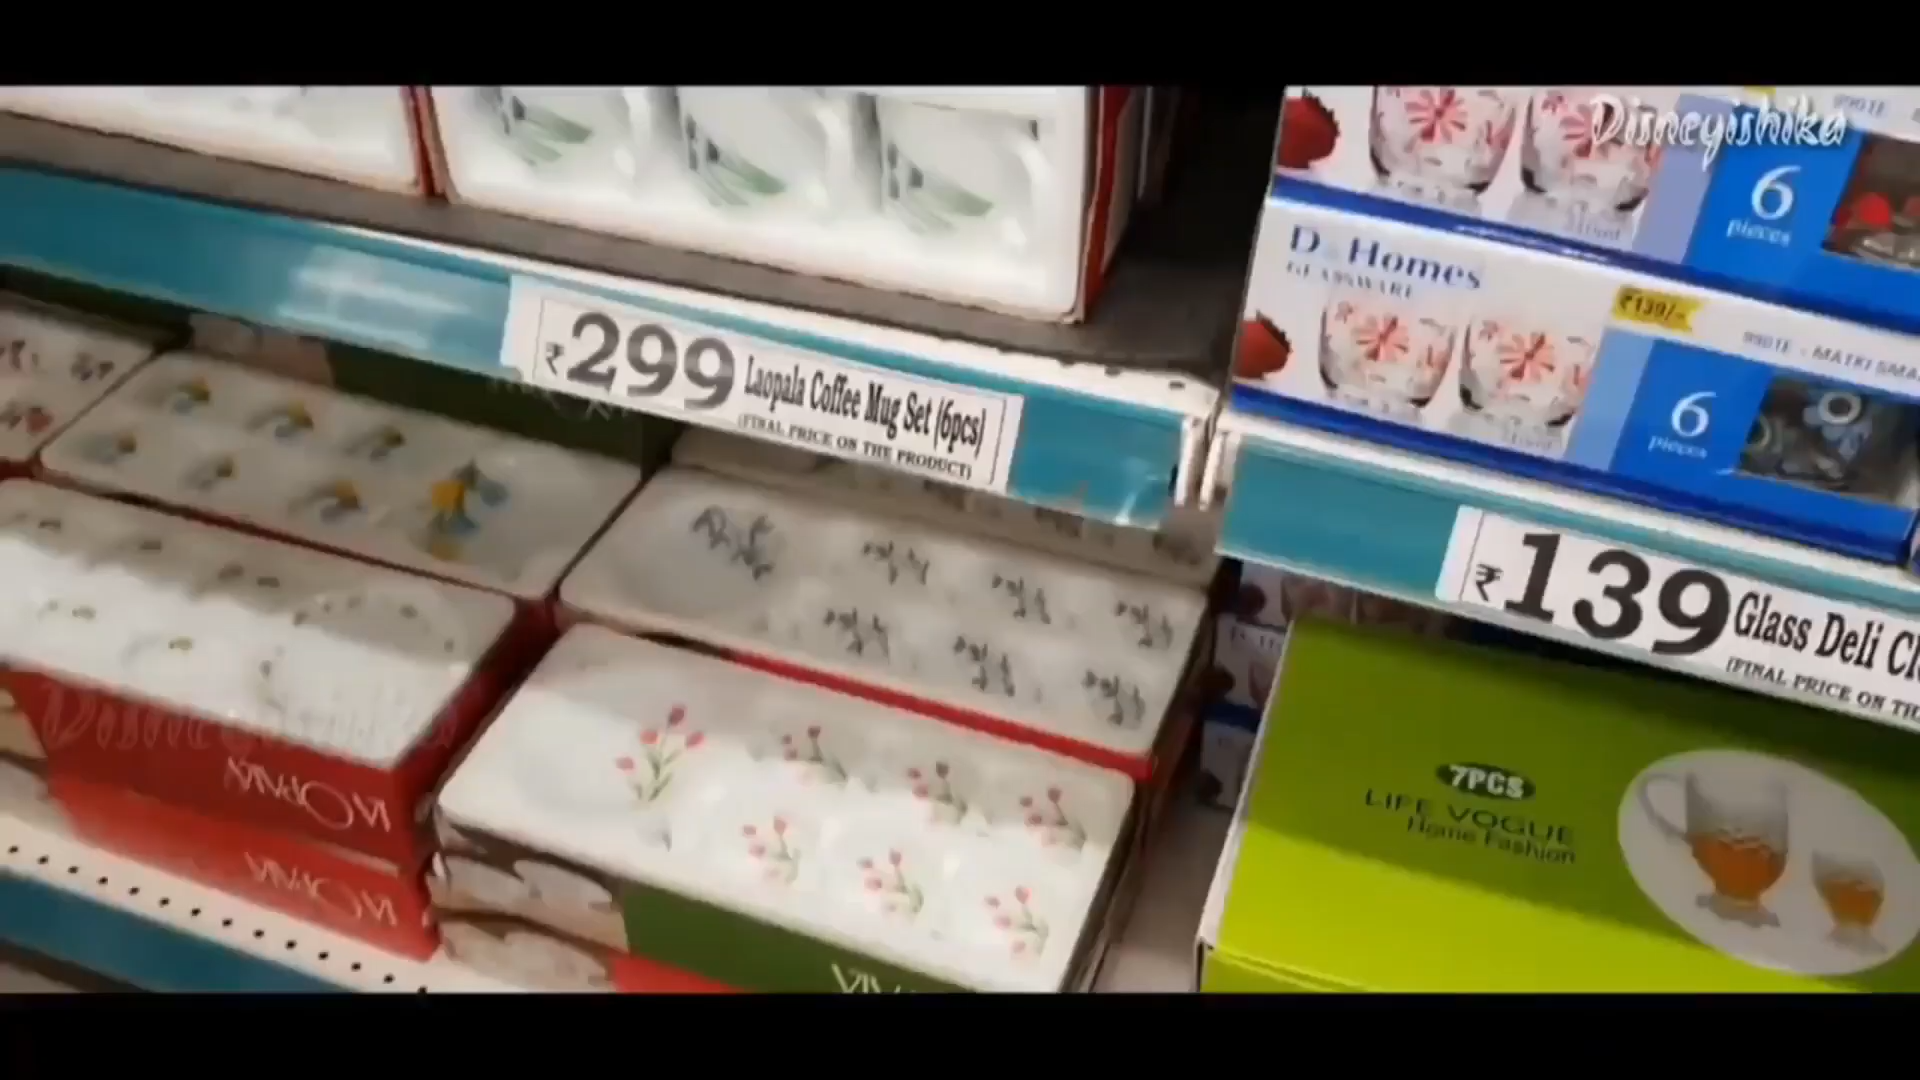 Disneyishika
6
pieces
D Homes
GLASSWARE
₹139/-
6
pieces
₹299 Laopala Coffee Mug Set (6pcs)
(FINAL PRICE ON THE PRODUCT)
₹139 Glass Deli
(FINAL PRICE ON
Disneyishika
7PCS
LIFE VOGUE
Home Fashion